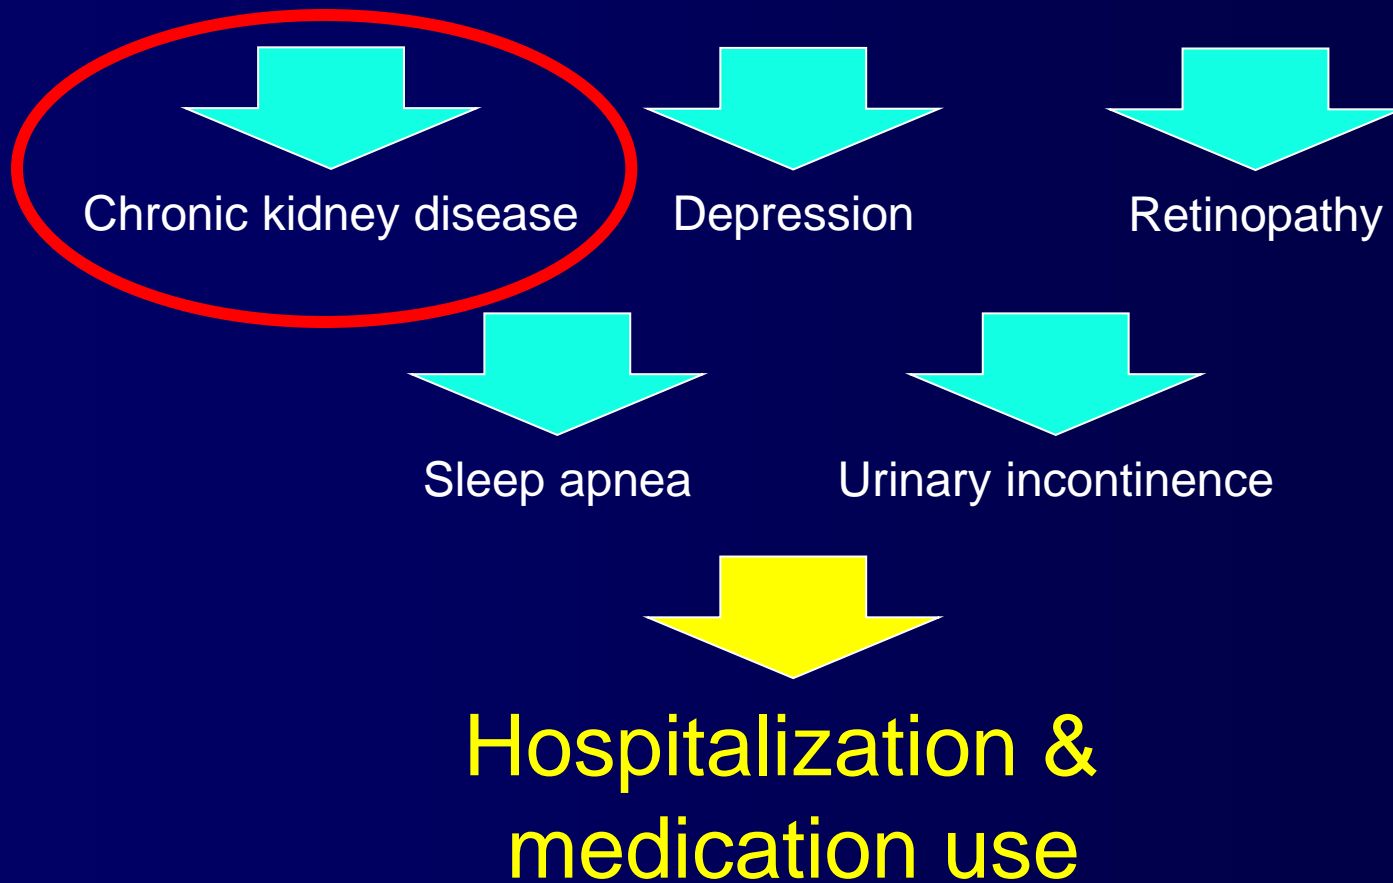 Chronic kidney disease
Depression
Retinopathy
Sleep apnea
Urinary incontinence
Hospitalization &
medication use